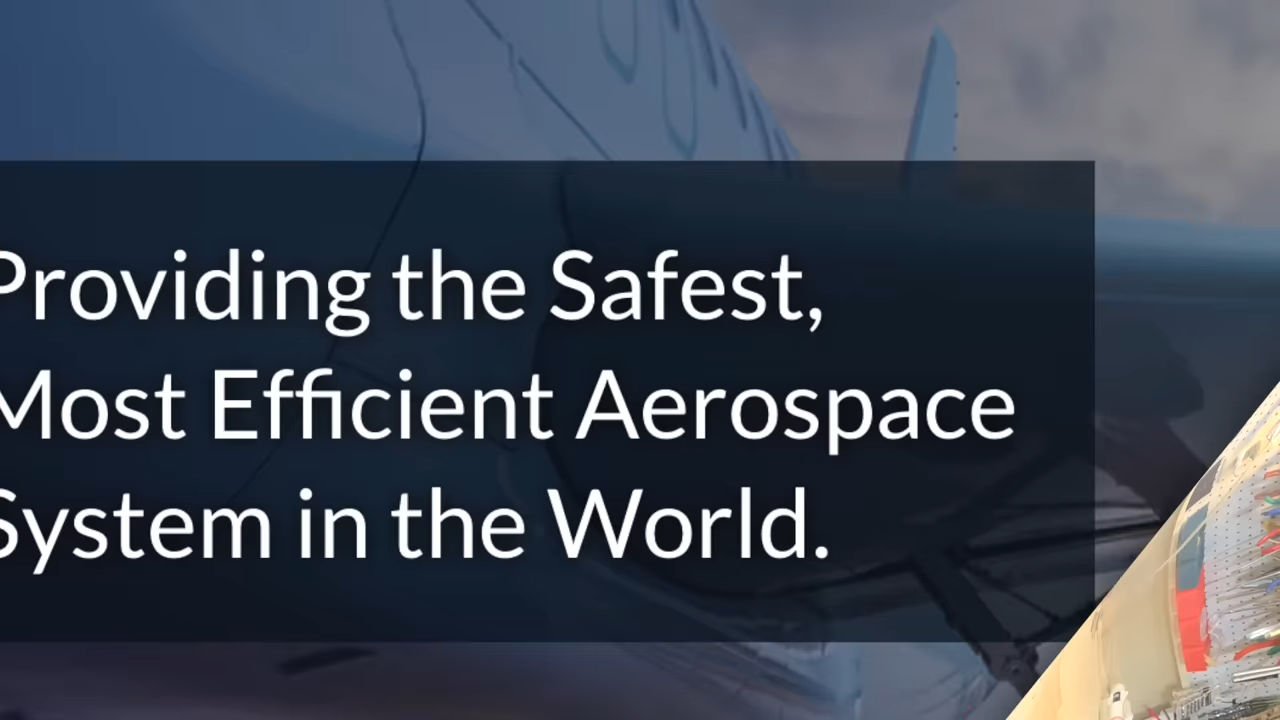 Providing the Safest,
Most Efficient Aerospace
System in the World.